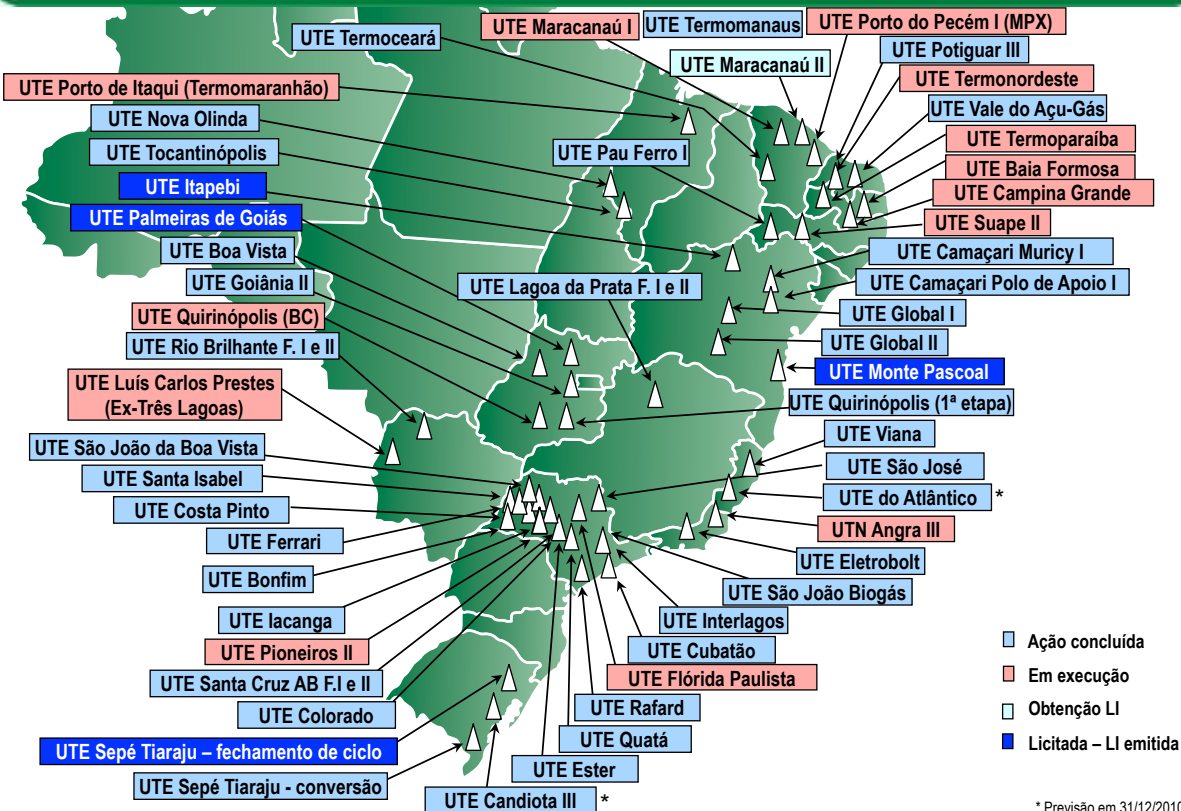 UTE Maracanaú I
UTE Termomanaus
UTE Porto do Pecém I (MPX)
UTE Termoceará
UTE Potiguar III
UTE Maracanaú II
UTE Termonordeste
UTE Porto de Itaqui (Termomaranhão)
UTE Vale do Açu-Gás
UTE Nova Olinda
UTE Termoparaíba
UTE Tocantinópolis
UTE Pau Ferro I
UTE Baia Formosa
UTE Itapebi
UTE Campina Grande
UTE Palmeiras de Goiás
UTE Suape II
UTE Boa Vista
UTE Camaçari Muricy I
UTE Goiânia II
UTE Lagoa da Prata F. I e II
UTE Camaçari Polo de Apoio I
UTE Quirinópolis (BC)
UTE Global I
UTE Rio Brilhante F. I e II
UTE Global II
UTE Luís Carlos Prestes
(Ex-Três Lagoas)
UTE Monte Pascoal
UTE Quirinópolis (1ª etapa)
UTE São João da Boa Vista
UTE Viana
UTE Santa Isabel
UTE São José
UTE Costa Pinto
UTE do Atlântico *
UTE Ferrari
UTN Angra III
UTE Bonfim
UTE Eletrobolt
UTE São João Biogás
UTE Iacanga
UTE Interlagos
UTE Pioneiros II
UTE Cubatão
UTE Santa Cruz AB F.I e II
UTE Flórida Paulista
UTE Colorado
UTE Rafard
UTE Sepé Tiaraju – fechamento de ciclo
UTE Quatá
UTE Sepé Tiaraju - conversão
UTE Ester
UTE Candiota III *
Ação concluída
Em execução
Obtenção LI
Licitada – LI emitida
* Previsão em 31/12/2010